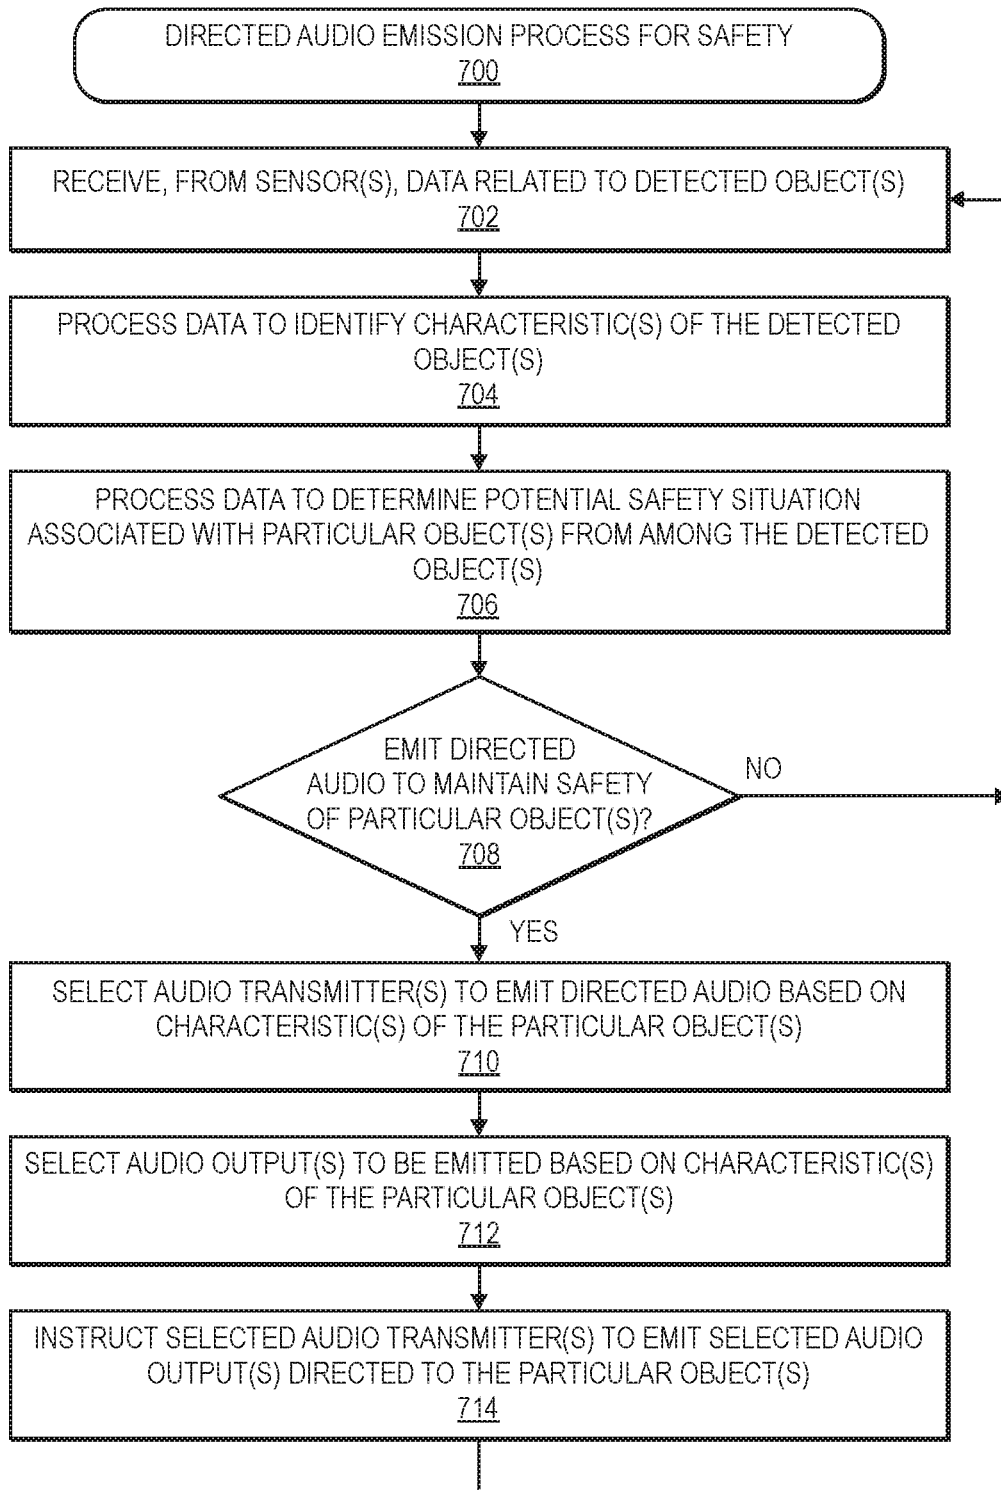 DIRECTED AUDIO EMISSION PROCESS FOR SAFETY
700
RECEIVE, FROM SENSOR(S), DATA RELATED TO DETECTED OBJECT(S)
702
PROCESS DATA TO IDENTIFY CHARACTERISTIC(S) OF THE DETECTED
OBJECT(S)
704
PROCESS DATA TO DETERMINE POTENTIAL SAFETY SITUATION
ASSOCIATED WITH PARTICULAR OBJECT(S) FROM AMONG THE DETECTED
OBJECT(S)
706
EMIT DIRECTED
AUDIO TO MAINTAIN SAFETY
OF PARTICULAR OBJECT(S)?
708
NO
YES
SELECT AUDIO TRANSMITTER(S) TO EMIT DIRECTED AUDIO BASED ON
CHARACTERISTIC(S) OF THE PARTICULAR OBJECT(S)
710
SELECT AUDIO OUTPUT(S) TO BE EMITTED BASED ON CHARACTERISTIC(S)
OF THE PARTICULAR OBJECT(S)
712
INSTRUCT SELECTED AUDIO TRANSMITTER(S) TO EMIT SELECTED AUDIO
OUTPUT(S) DIRECTED TO THE PARTICULAR OBJECT(S)
714